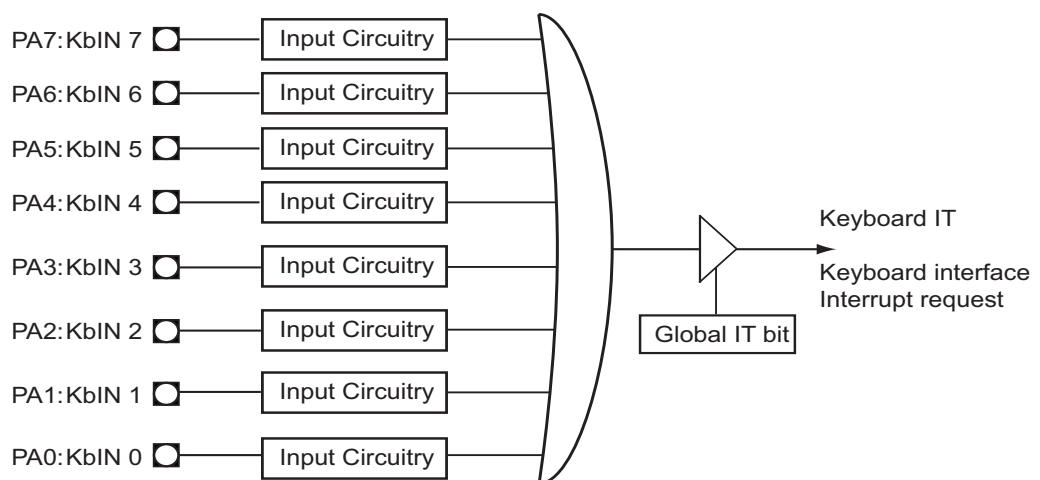 PA7:KbIN 7 Input Circuitry
PA6:KbIN 6 Input Circuitry
PA5:KbIN 5 Input Circuitry
PA4:KbIN 4 Input Circuitry
Keyboard IT
PA3:KbIN 3 Input Circuitry
Keyboard interface
Interrupt request
PA2:KbIN 2 Input Circuitry
Global IT bit
PA1:KbIN 1 Input Circuitry
PA0:KbIN 0 Input Circuitry